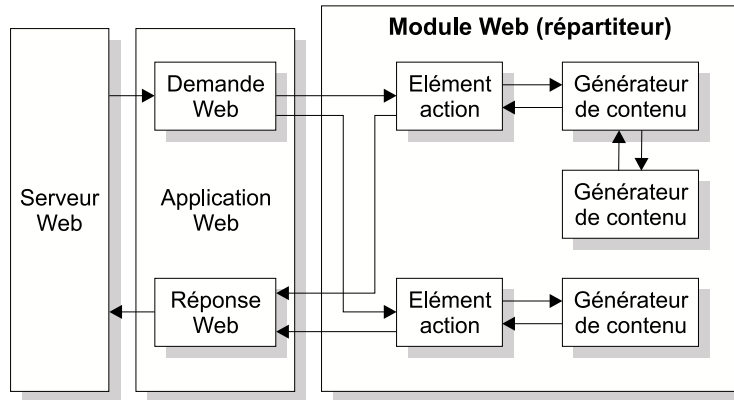 Module Web (répartiteur)
Demande
Web
Elément
action
Générateur
de contenu
Serveur
Web
Application
Web
Générateur
de contenu
Réponse
Web
Elément
action
Générateur
de contenu